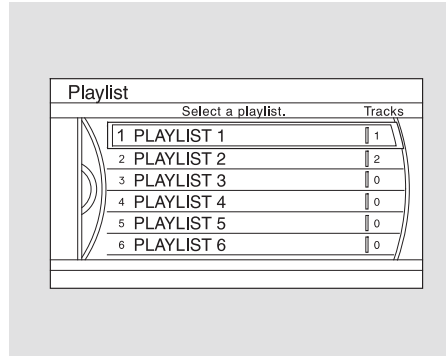 Playlist
Select a playlist. Tracks
1 PLAYLIST 1 1
2 PLAYLIST 2 2
3 PLAYLIST 3 0
4 PLAYLIST 4 0
5 PLAYLIST 5 0
6 PLAYLIST 6 0